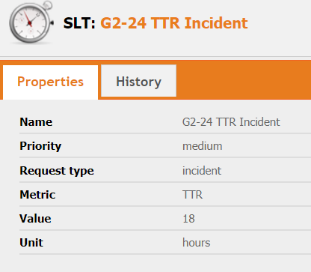 SLT: G2-24 TTR Incident
Properties History
Name G2-24 TTR Incident
Priority medium
Request type incident
Metric TTR
Value 18
Unit hours